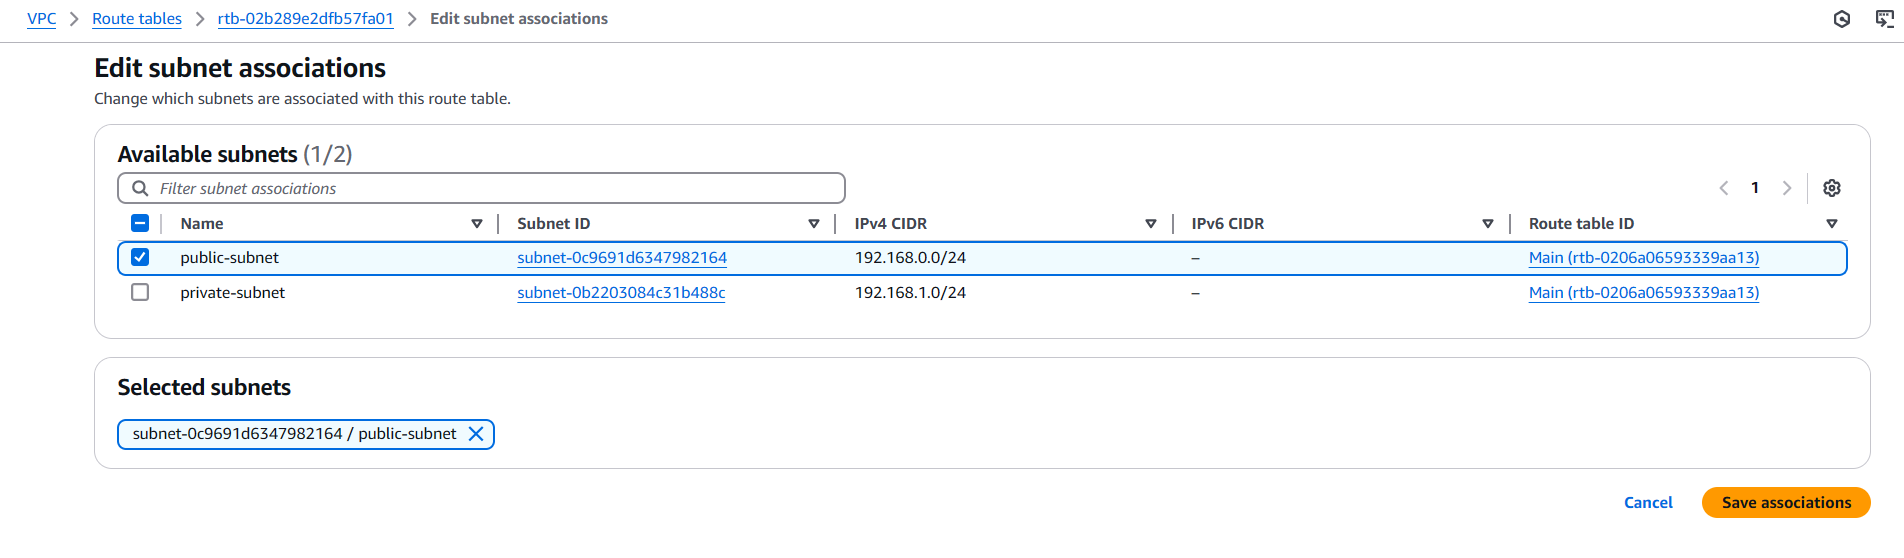 VPC > Route tables > rtb-02b289e2dfb57fa01 > Edit subnet associations
Edit subnet associations
Change which subnets are associated with this route table.
Available subnets (1/2)
Filter subnet associations
1
Name Subnet ID IPv4 CIDR IPv6 CIDR Route table ID
public-subnet subnet-0c9691d6347982164 192.168.0.0/24 – Main (rtb-0206a06593339aa13)
private-subnet subnet-0b2203084c31b488c 192.168.1.0/24 – Main (rtb-0206a06593339aa13)
Selected subnets
subnet-0c9691d6347982164 / public-subnet
Cancel Save associations